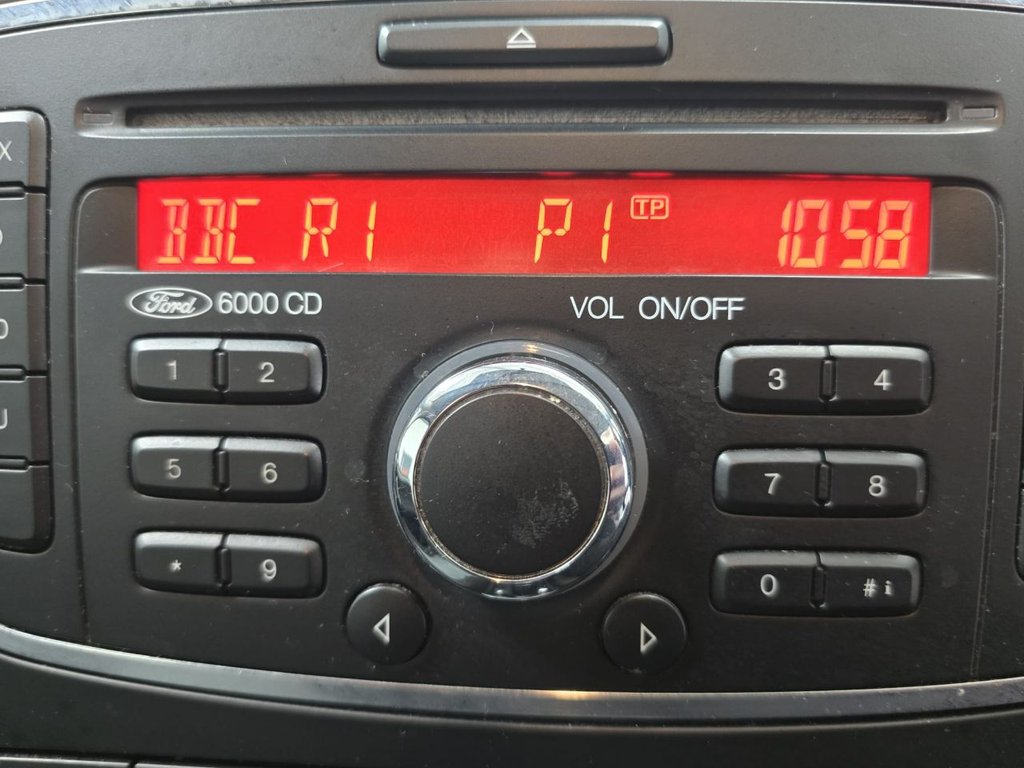 BBC R1 P1 TP 1058
Ford 6000 CD VOL ON/OFF
X
1 2 3 4
5 6 7 8
* 9 0 # i